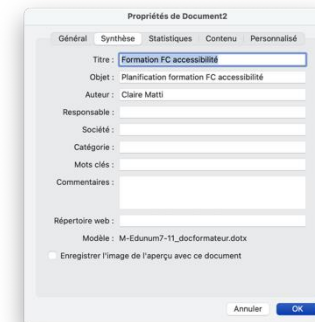 Propriétés de Document2
Général Synthèse Statistiques Contenu Personnalisé
Titre : Formation FC accessibilité
Objet : Planification formation FC accessibilité
Auteur : Claire Matti
Responsable :
Société :
Catégorie :
Mots clés :
Commentaires :
Répertoire web :
Modèle : M-Edunum7-11_docformateur.dotx
Enregistrer l'image de l'aperçu avec ce document
Annuler OK